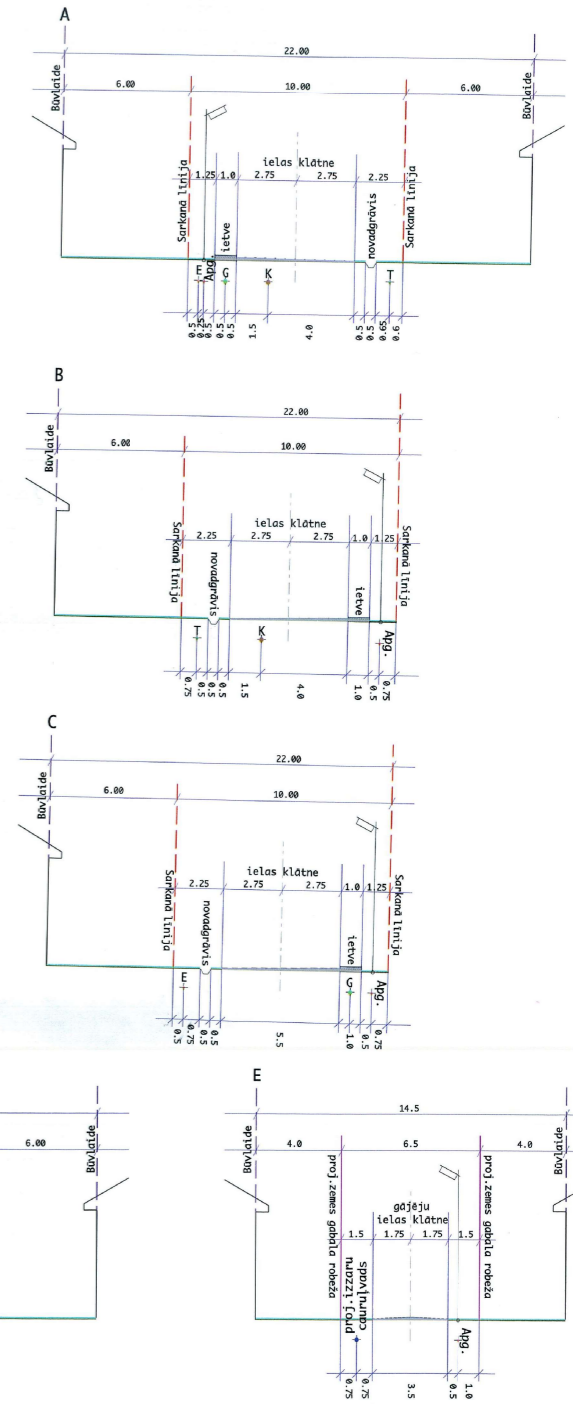 A
22.00
6.00
10.00
6.00
Būvlaide
Būvlaide
Sarkanā līnija
Sarkanā līnija
ielas klātne
1.25
1.0
2.75
2.75
2.25
ietve
novadgrāvis
E
Apg.
G
K
T
0.5
0.25
0.5
0.5
0.5
1.5
4.0
0.5
0.5
0.65
0.6
B
22.00
6.00
10.00
Būvlaide
Sarkanā līnija
Sarkanā līnija
ielas klātne
2.25
2.75
2.75
1.0
1.25
novadgrāvis
ietve
T
K
Apg.
0.75
0.5
0.5
0.5
1.5
4.0
1.0
0.5
0.75
C
22.00
6.00
10.00
Būvlaide
Sarkanā līnija
Sarkanā līnija
ielas klātne
2.25
2.75
2.75
1.0
1.25
novadgrāvis
ietve
E
G
Apg.
0.5
0.75
0.5
0.5
5.5
1.0
0.5
0.75
6.00
Būvlaide
E
14.5
4.0
6.5
4.0
Būvlaide
Būvlaide
proj.zemes gabala robeža
proj.zemes gabala robeža
gājēju
ielas klātne
1.5
1.75
1.75
1.5
proj izzaru
caurulvads
Apg.
0.75
0.75
3.5
0.5
1.0